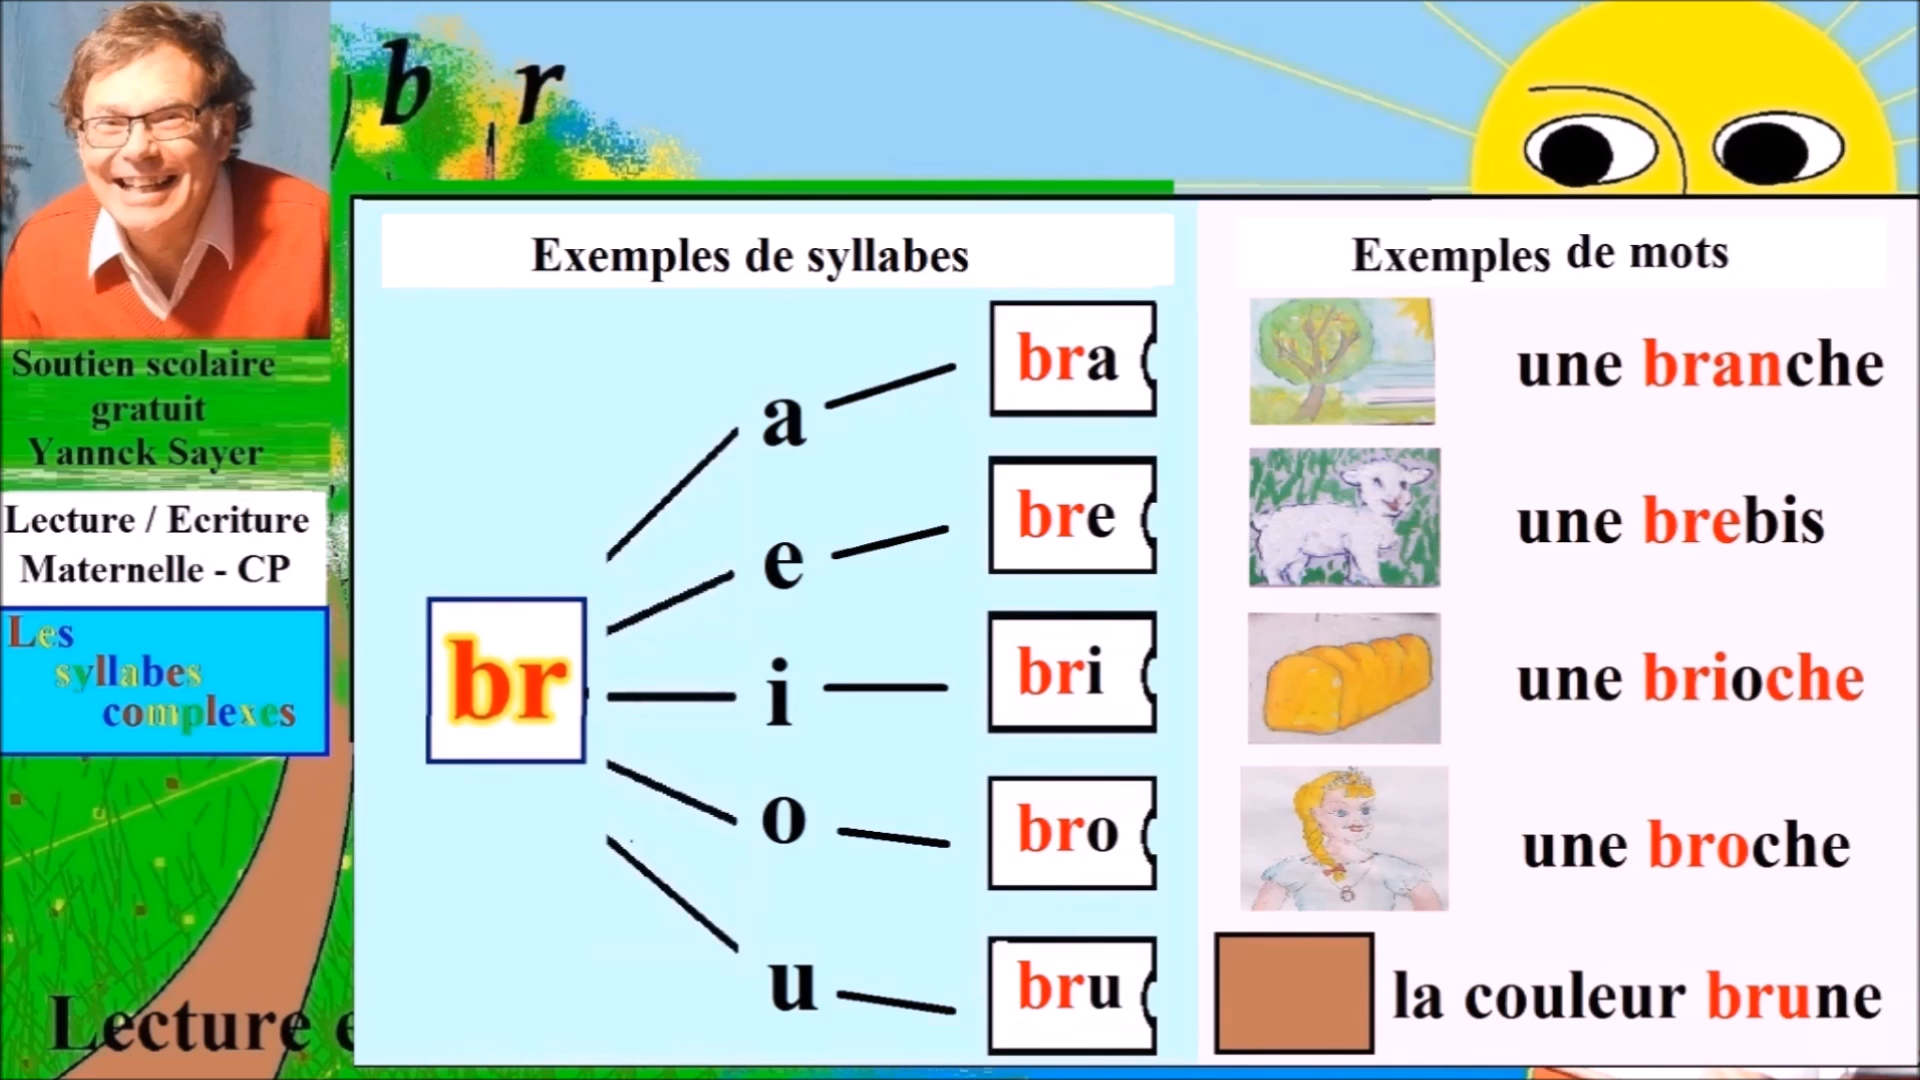 b r
Soutien scolaire
gratuit
Yannck Sayer
Lecture / Ecriture
Maternelle - CP
Les
syllabes
complexes
Lecture e
Exemples de syllabes
br
a
e
i
o
u
bra
bre
bri
bro
bru
Exemples de mots
une branche
une brebis
une brioche
une broche
la couleur brune